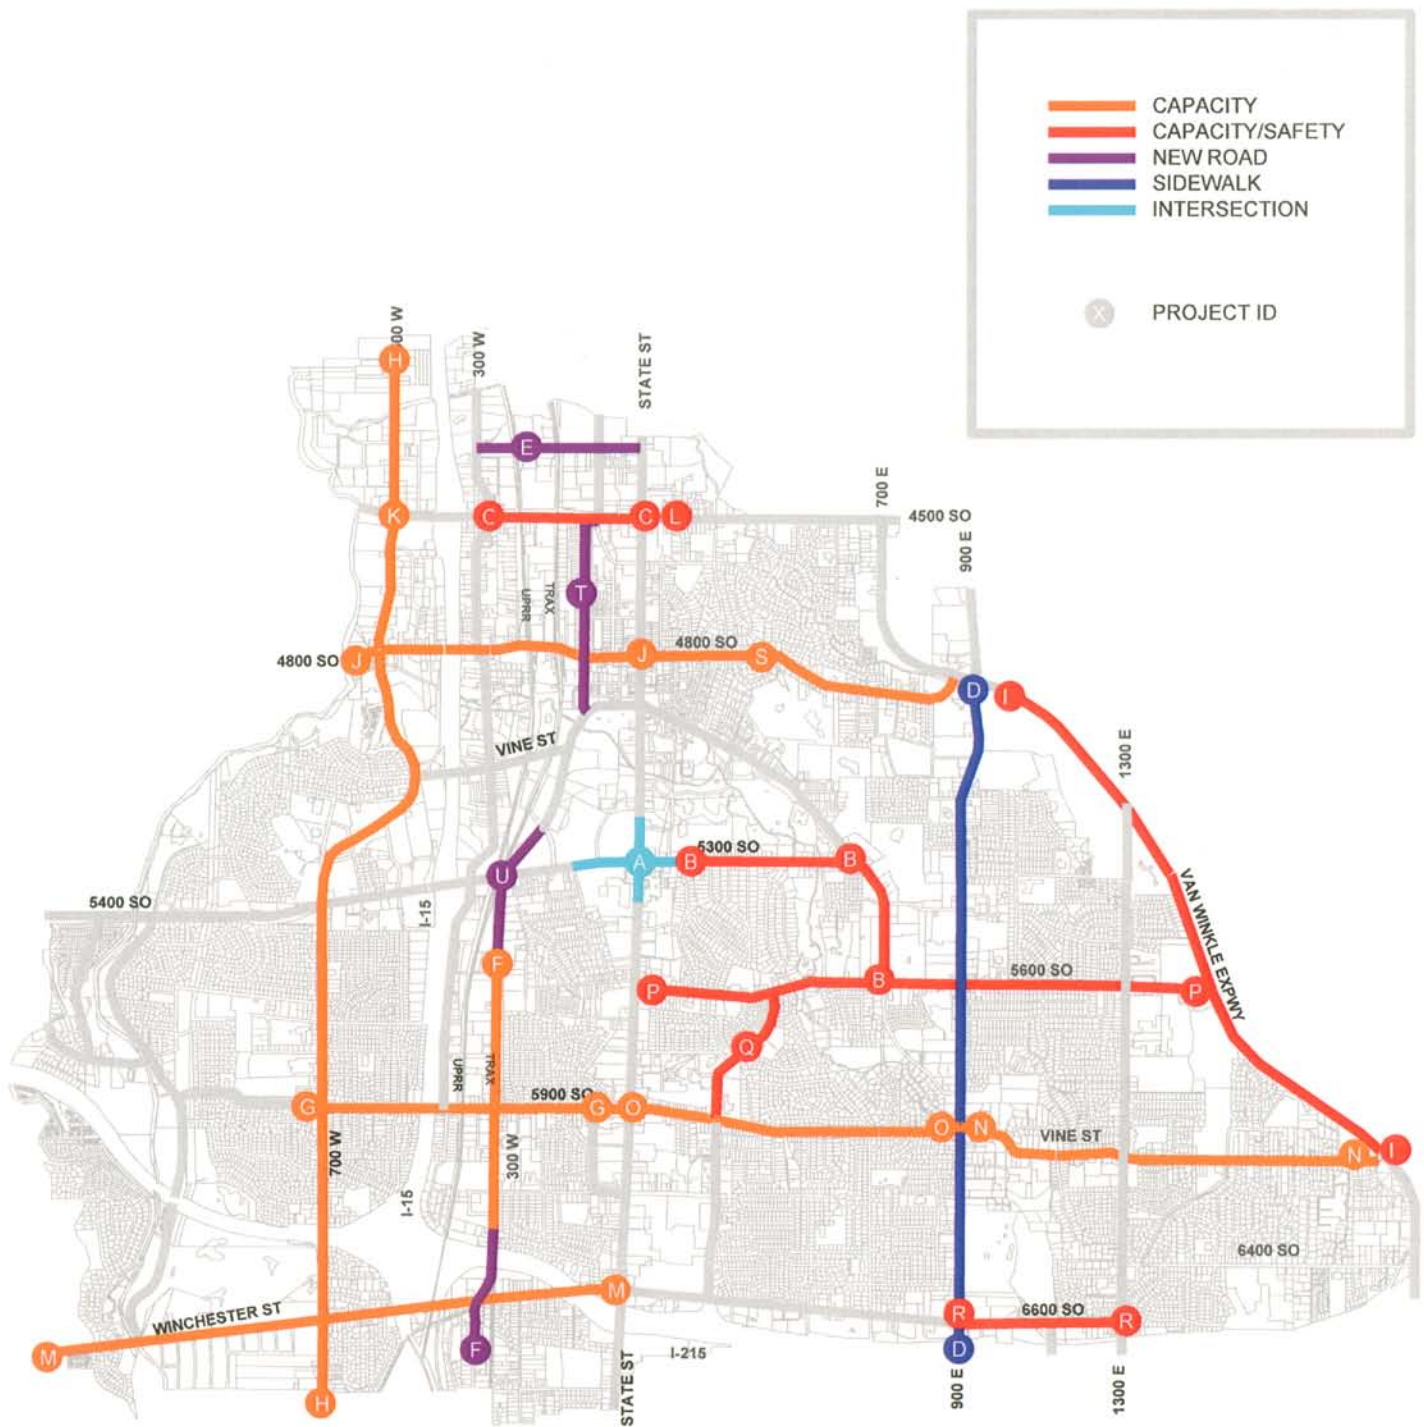 CAPACITY
CAPACITY/SAFETY
NEW ROAD
SIDEWALK
INTERSECTION
X PROJECT ID
00 W
300 W
STATE ST
H
E
700 E
K
C
C
L
4500 SO
900 E
UPRR
TRAX
T
4800 SO
J
J
4800 SO
S
D
I
VINE ST
1300 E
U
A
B
5300 SO
B
VAN WINKLE EXPWY
5400 SO
I-15
F
P
B
5600 SO
P
Q
UPRR
TRAX
G
5900 SO
G
O
O
N
VINE ST
N
I
700 W
300 W
I-15
6400 SO
M
WINCHESTER ST
M
R
6600 SO
R
F
D
I-215
H
STATE ST
900 E
1300 E